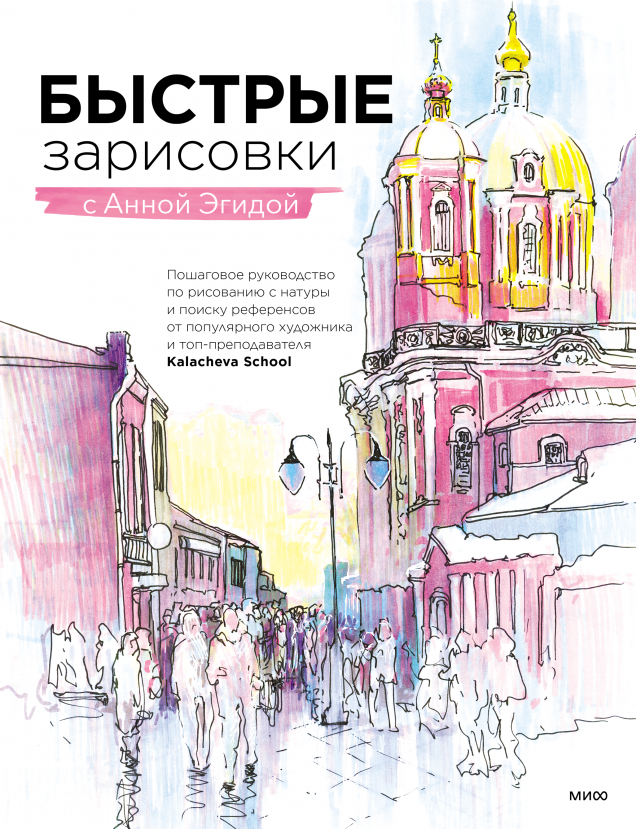 БЫСТРЫЕ
зарисовки
с Анной Эгидой
Пошаговое руководство
по рисованию с натуры
и поиску референсов
от популярного художника
и топ-преподавателя
Kalacheva School
МИФ